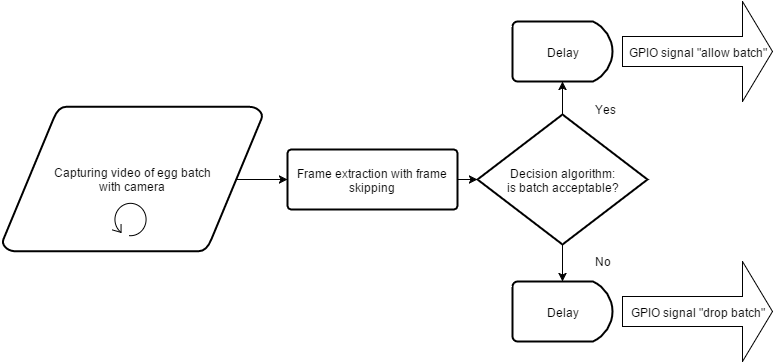 Capturing video of egg batch
with camera
Frame extraction with frame
skipping
Decision algorithm:
is batch acceptable?
Yes
Delay
GPIO signal "allow batch"
No
Delay
GPIO signal "drop batch"